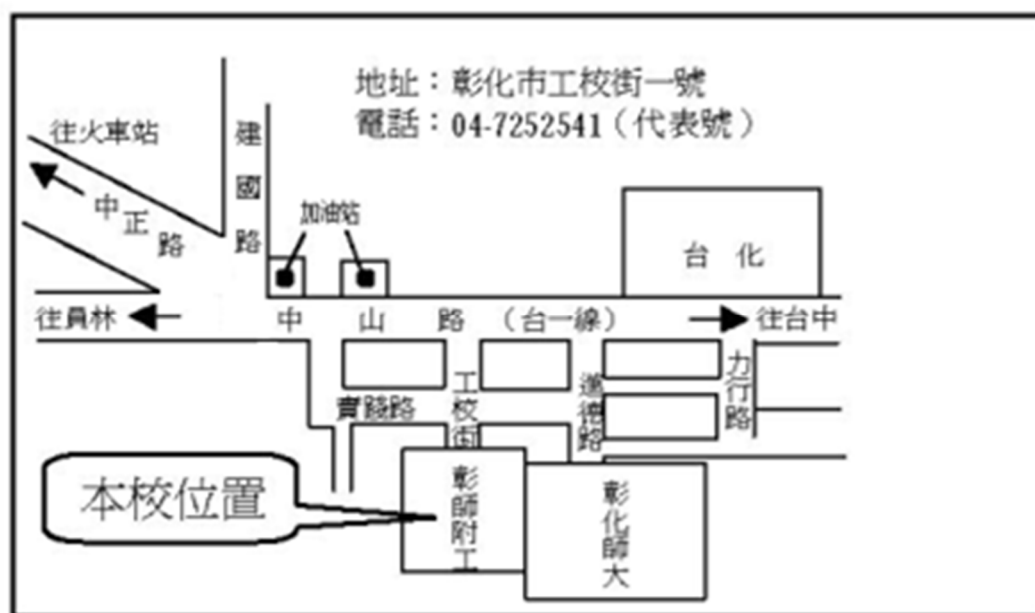 地址：彰化市工校街一號
電話：04-7252541（代表號）
往火車站
建國路
中正路
加油站
台 化
往員林
中 山 路 （台一線）
往台中
工校街
進德路
力行路
實踐路
本校位置
彰師附工
彰化師大